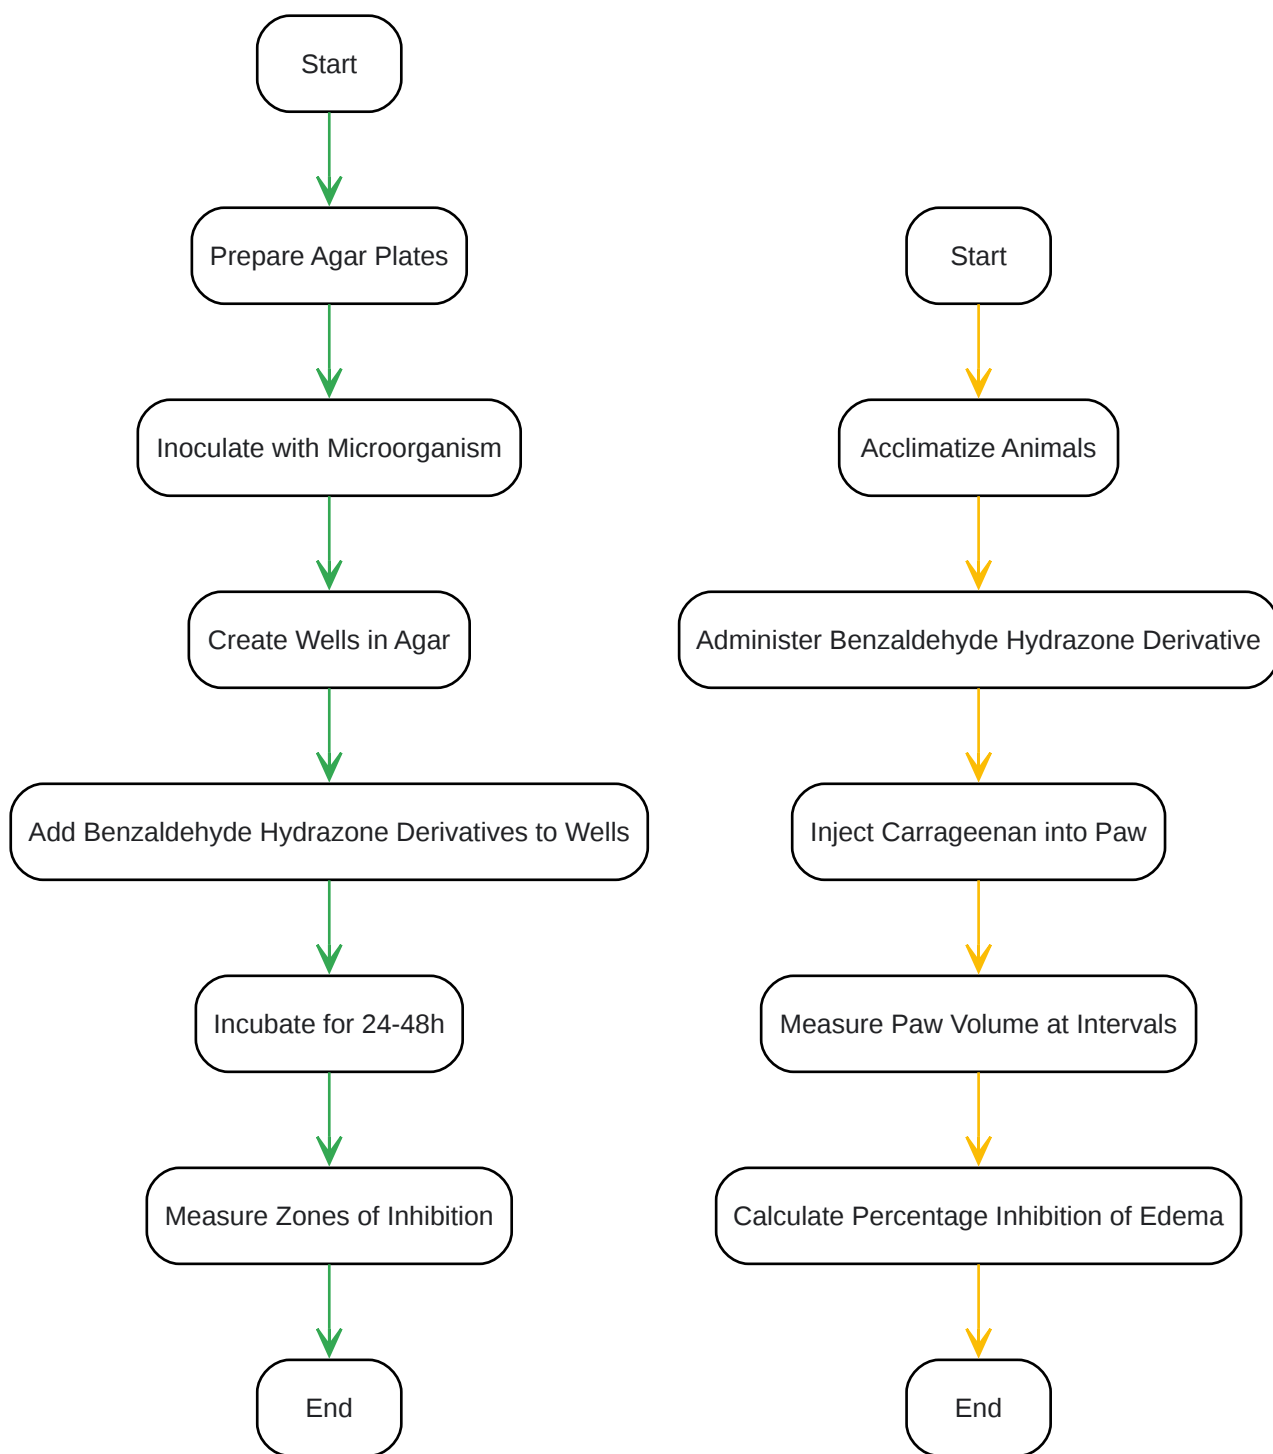 Start
Prepare Agar Plates
Inoculate with Microorganism
Create Wells in Agar
Add Benzaldehyde Hydrazone Derivatives to Wells
Incubate for 24-48h
Measure Zones of Inhibition
End
Start
Acclimatize Animals
Administer Benzaldehyde Hydrazone Derivative
Inject Carrageenan into Paw
Measure Paw Volume at Intervals
Calculate Percentage Inhibition of Edema
End